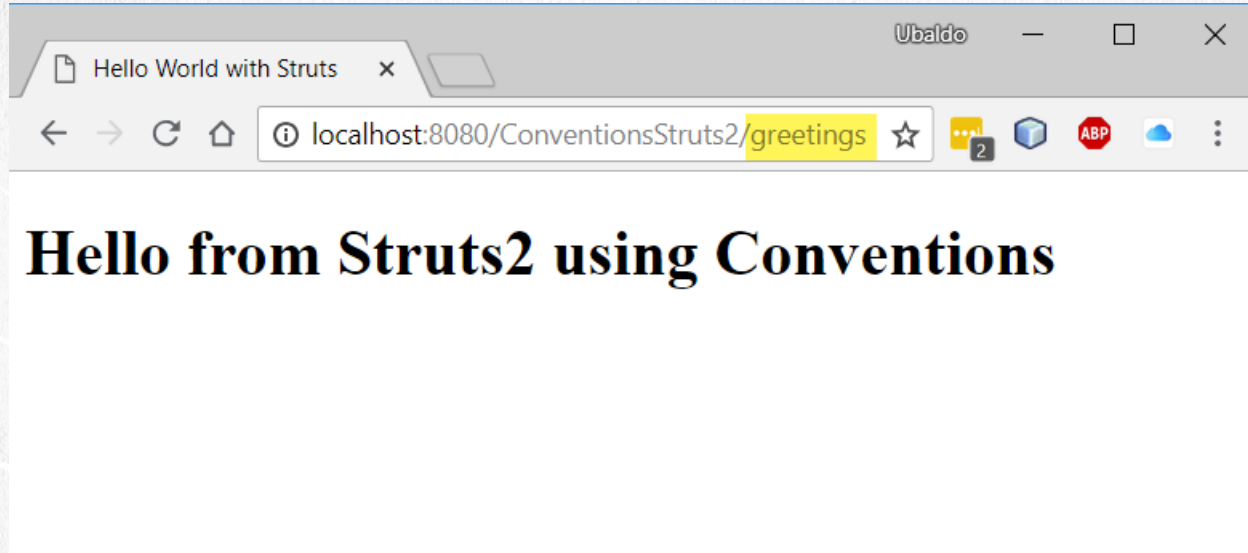 Ubaldo
Hello World with Struts
localhost:8080/ConventionsStruts2/greetings
2
ABP
Hello from Struts2 using Conventions